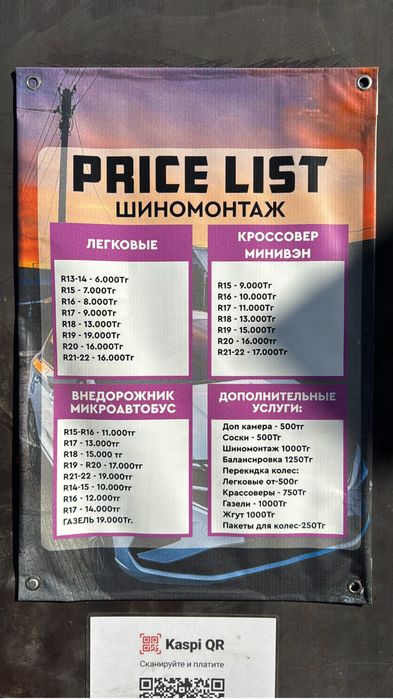 PRICE LIST
ШИНОМОНТАЖ
ЛЕГКОВЫЕ
R13-14 - 6.000Тг
R15 - 7.000Тг
R16 - 8.000Тг
R17 - 9.000Тг
R18 - 13.000Тг
R19 - 19.000Тг
R20 - 16.000Тг
R21-22 - 16.000Тг
КРОССОВЕР
МИНИВЭН
R15 - 9.000Тг
R16 - 10.000Тг
R17 - 11.000Тг
R18 - 13.000Тг
R19 - 15.000Тг
R20 - 16.000тг
R21-22 - 17.000Тг
ВНЕДОРОЖНИК
МИКРОАВТОБУС
R15-R16 - 11.000тг
R17 - 13.000тг
R18 - 15.000 тг
R19 - R20 - 17.000тг
R21-22 - 19.000тг
R14-15 - 10.000тг
R16 - 12.000тг
R17 - 14.000тг
ГАЗЕЛЬ 19.000Тг.
ДОПОЛНИТЕЛЬНЫЕ
УСЛУГИ:
Доп камера - 500тг
Соски - 500Тг
Шиномонтаж 1000Тг
Балансировка 1250Тг
Перекидка колес:
Легковые от-500г
Крассоверы - 750Тг
Газели - 1000Тг
Жгут 1000Тг
Пакеты для колес-250Тг
Kaspi QR
Сканируйте и платите